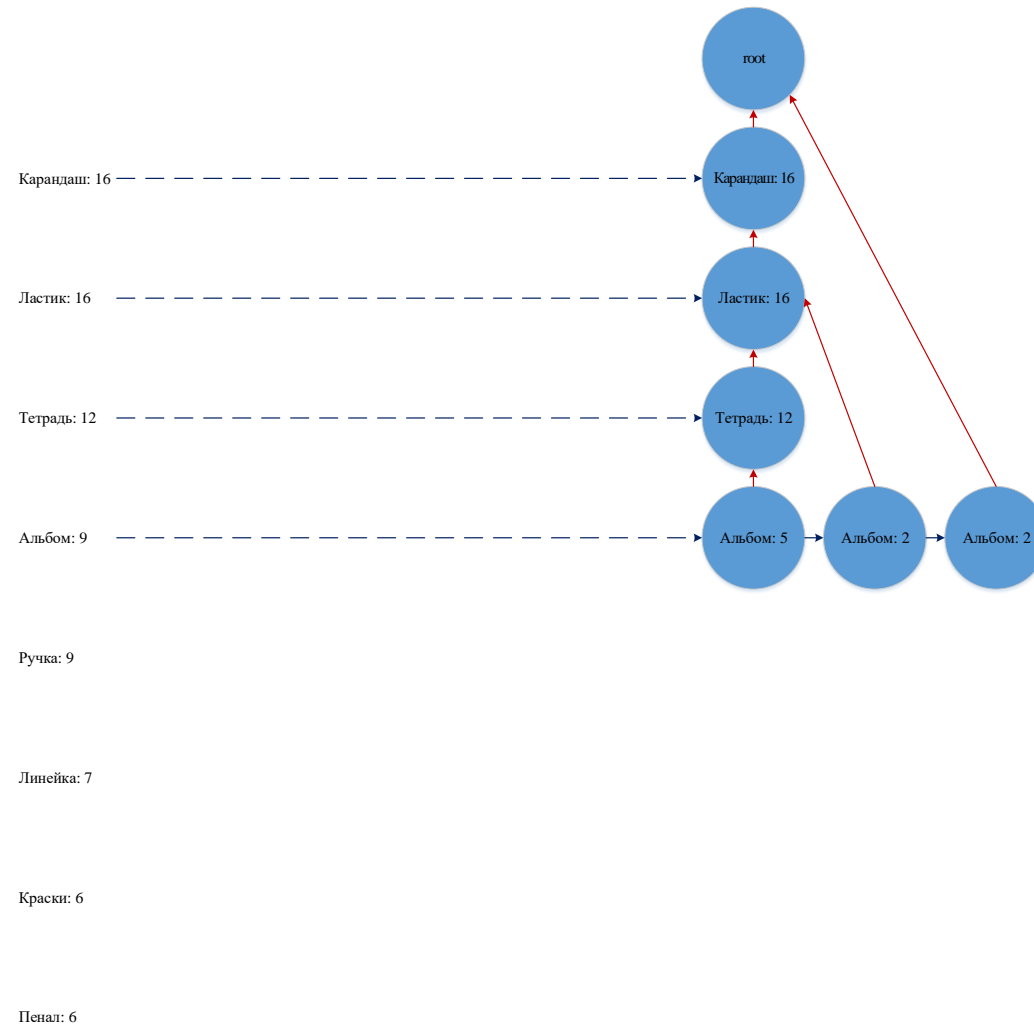 root
Карандаш: 16
Карандаш: 16
Ластик: 16
Ластик: 16
Тетрадь: 12
Тетрадь: 12
Альбом: 9
Альбом: 5
Альбом: 2
Альбом: 2
Ручка: 9
Линейка: 7
Краски: 6
Пенал: 6